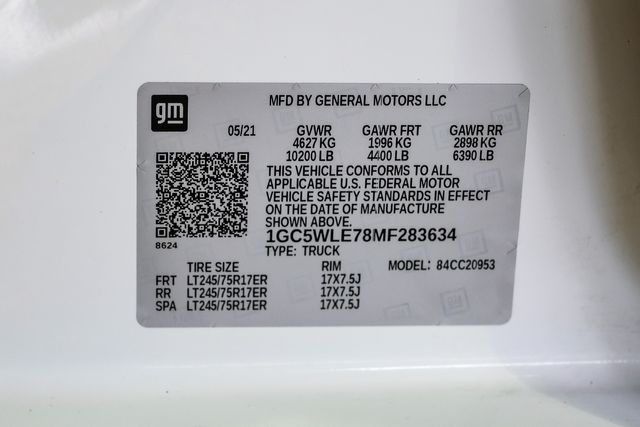 gm
MFD BY GENERAL MOTORS LLC
05/21 GVWR GAWR FRT GAWR RR
4627 KG 1996 KG 2898 KG
10200 LB 4400 LB 6390 LB
THIS VEHICLE CONFORMS TO ALL
APPLICABLE U.S. FEDERAL MOTOR
VEHICLE SAFETY STANDARDS IN EFFECT
ON THE DATE OF MANUFACTURE
SHOWN ABOVE.
1GC5WLE78MF283634
8624
TYPE: TRUCK
TIRE SIZE RIM MODEL: 84CC20953
FRT LT245/75R17ER 17X7.5J
RR LT245/75R17ER 17X7.5J
SPA LT245/75R17ER 17X7.5J